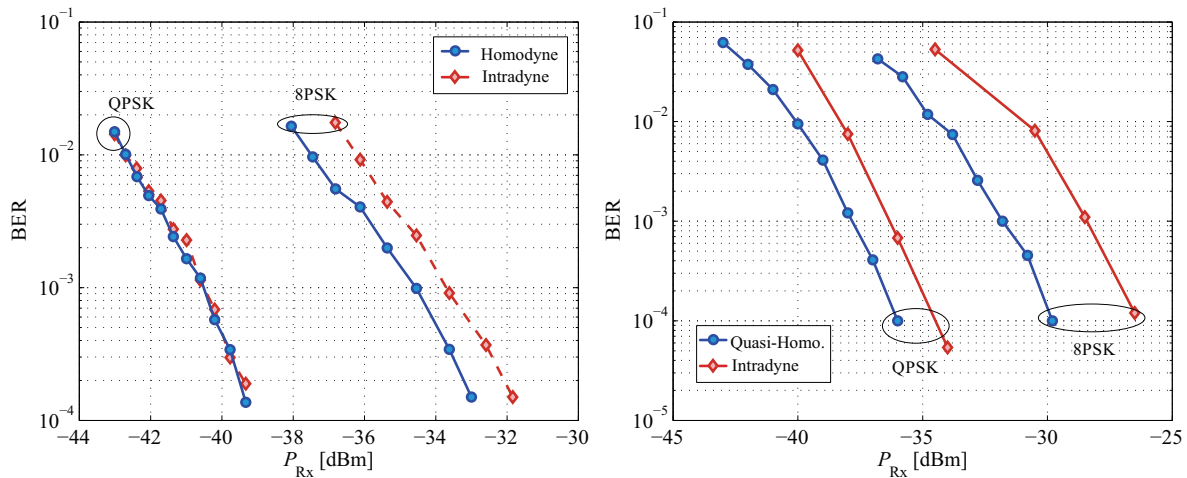 10⁻¹
10⁻²
10⁻³
10⁻⁴
BER
−44
−42
−40
−38
−36
−34
−32
−30
P_Rx [dBm]
QPSK
8PSK
Homodyne
Intradyne
10⁰
10⁻¹
10⁻²
10⁻³
10⁻⁴
10⁻⁵
BER
−45
−40
−35
−30
−25
P_Rx [dBm]
Quasi-Homo.
Intradyne
QPSK
8PSK